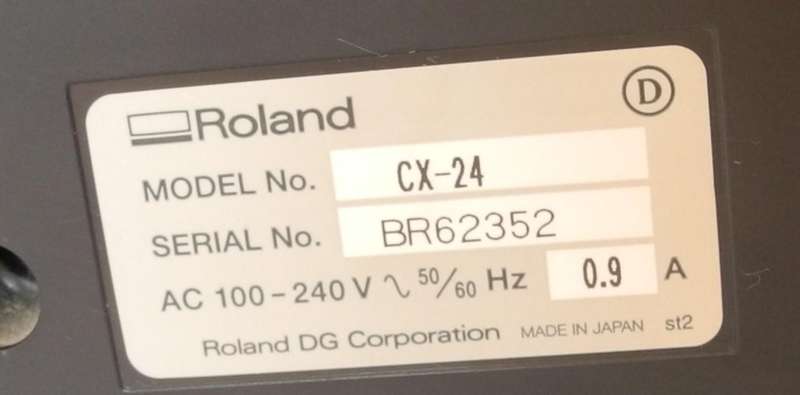 Roland D
MODEL No. CX-24
SERIAL No. BR62352
AC 100-240 V ∿ 50/60 Hz 0.9 A
Roland DG Corporation MADE IN JAPAN st2